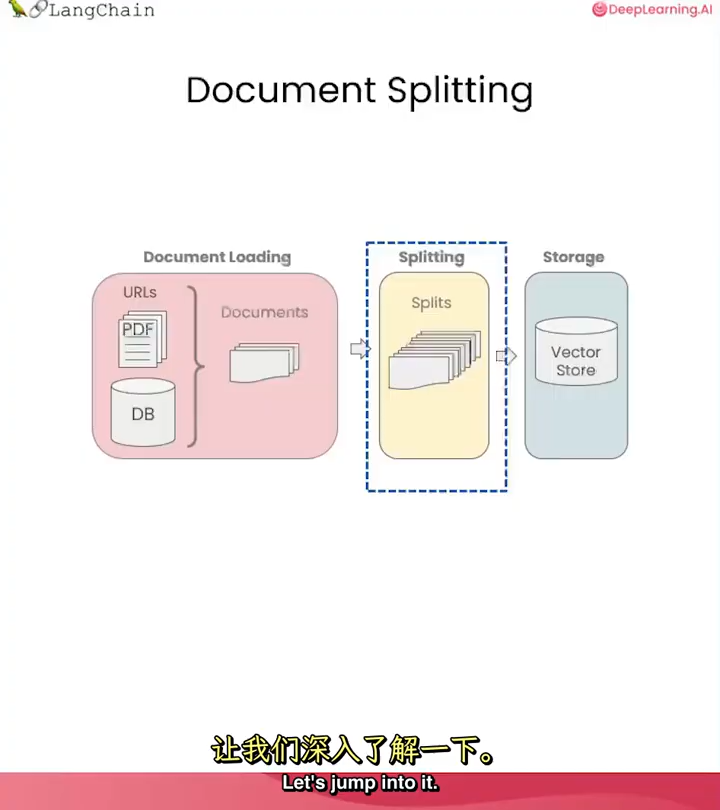 LangChain
DeepLearning.AI
Document Splitting
Document Loading
Splitting
Storage
URLs
Documents
PDF
DB
Splits
Vector
Store
让我们深入了解一下。
Let's jump into it.